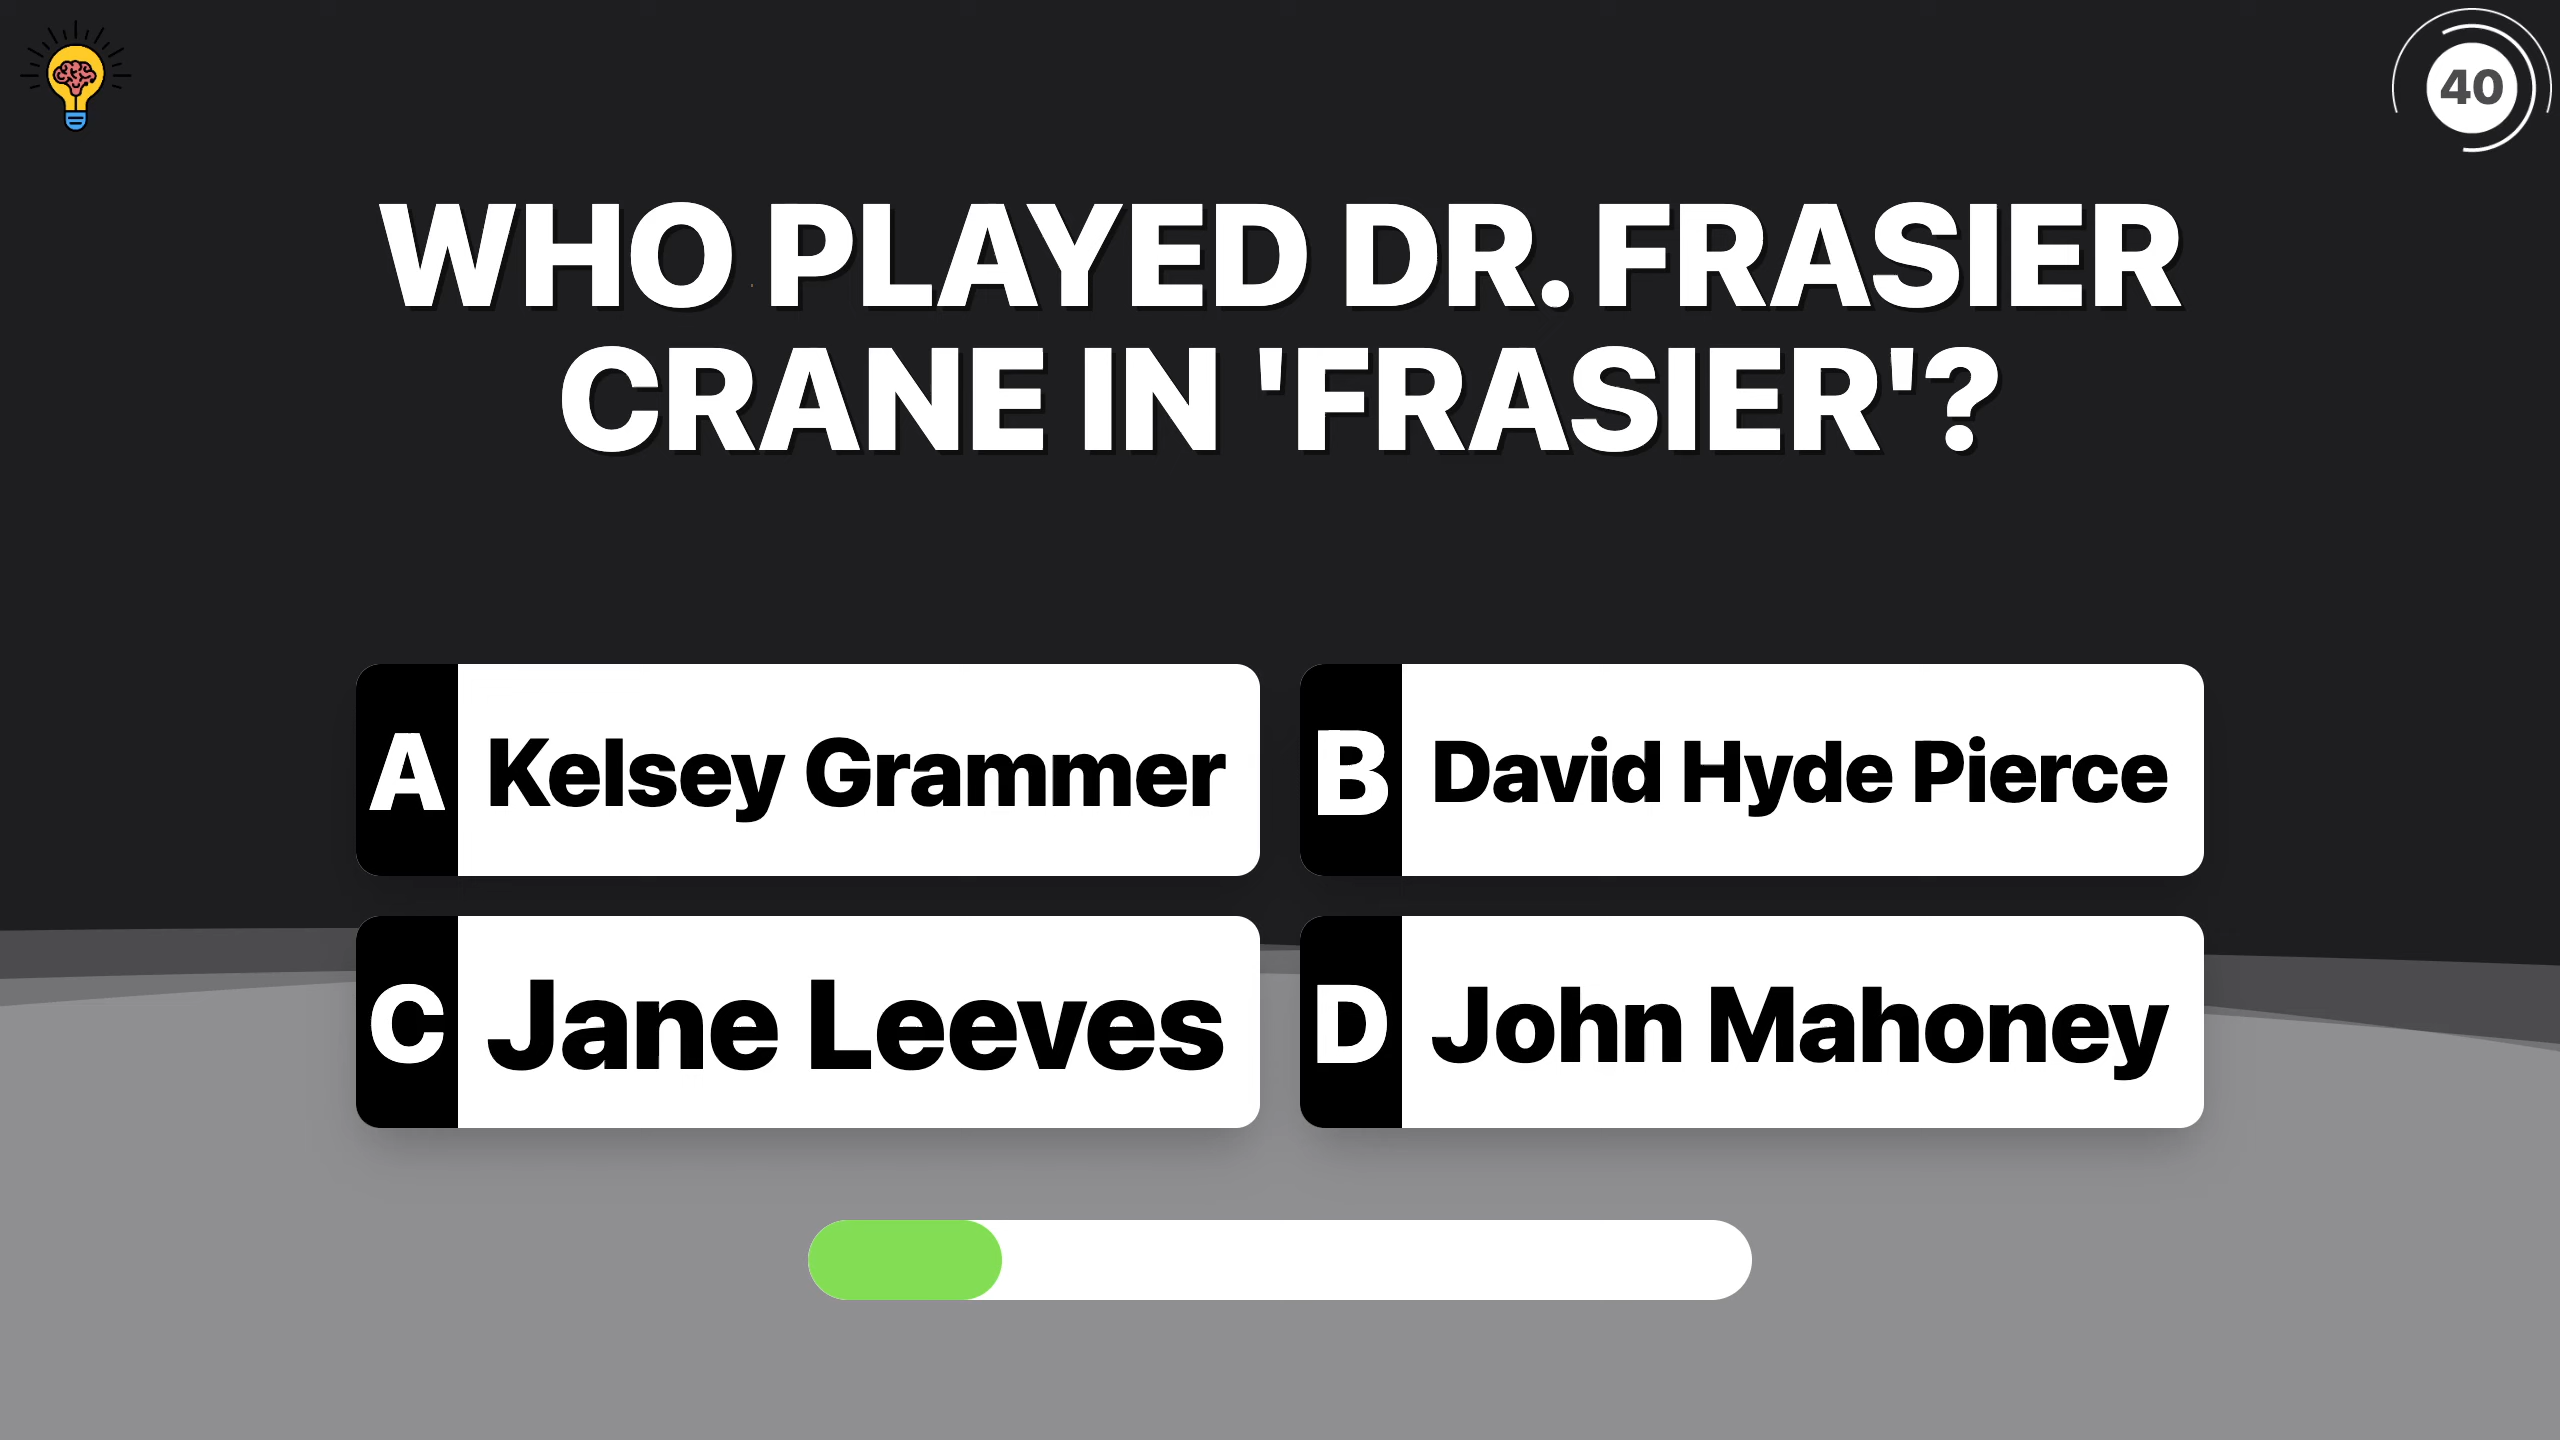 40
WHO PLAYED DR. FRASIER
CRANE IN 'FRASIER'?
A Kelsey Grammer
B David Hyde Pierce
C Jane Leeves
D John Mahoney